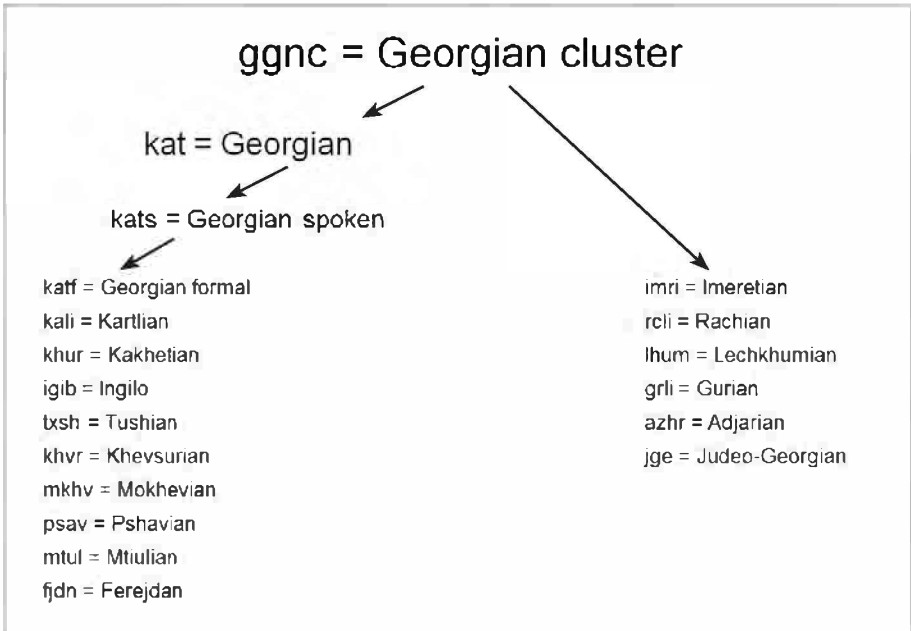 ggnc = Georgian cluster
kat = Georgian
kats = Georgian spoken
katf = Georgian formal
kali = Kartlian
khur = Kakhetian
igib = Ingilo
txsh = Tushian
khvr = Khevsurian
mkhv = Mokhevian
psav = Pshavian
mtul = Mtiulian
fjdn = Ferejdan
imri = Imeretian
rcli = Rachian
lhum = Lechkhumian
grli = Gurian
azhr = Adjarian
jge = Judeo-Georgian